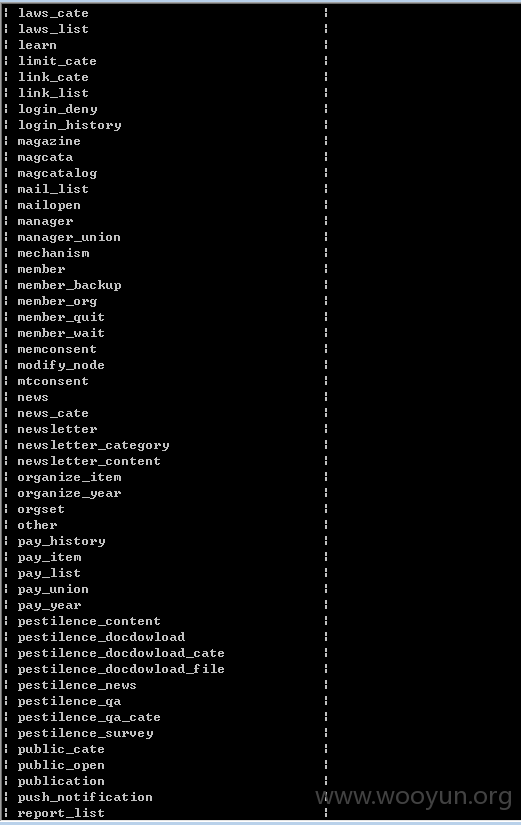 ¦ laws_cate ¦
¦ laws_list ¦
¦ learn ¦
¦ limit_cate ¦
¦ link_cate ¦
¦ link_list ¦
¦ login_deny ¦
¦ login_history ¦
¦ magazine ¦
¦ magcata ¦
¦ magcatalog ¦
¦ mail_list ¦
¦ mailopen ¦
¦ manager ¦
¦ manager_union ¦
¦ mechanism ¦
¦ member ¦
¦ member_backup ¦
¦ member_org ¦
¦ member_quit ¦
¦ member_wait ¦
¦ memconsent ¦
¦ modify_node ¦
¦ mtconsent ¦
¦ news ¦
¦ news_cate ¦
¦ newsletter ¦
¦ newsletter_category ¦
¦ newsletter_content ¦
¦ organize_item ¦
¦ organize_year ¦
¦ orgset ¦
¦ other ¦
¦ pay_history ¦
¦ pay_item ¦
¦ pay_list ¦
¦ pay_union ¦
¦ pay_year ¦
¦ pestilence_content ¦
¦ pestilence_docdowload ¦
¦ pestilence_docdowload_cate ¦
¦ pestilence_docdowload_file ¦
¦ pestilence_news ¦
¦ pestilence_qa ¦
¦ pestilence_qa_cate ¦
¦ pestilence_survey ¦
¦ public_cate ¦
¦ public_open ¦
¦ publication ¦
¦ push_notification ¦
www.wooyun.org
¦ report_list ¦